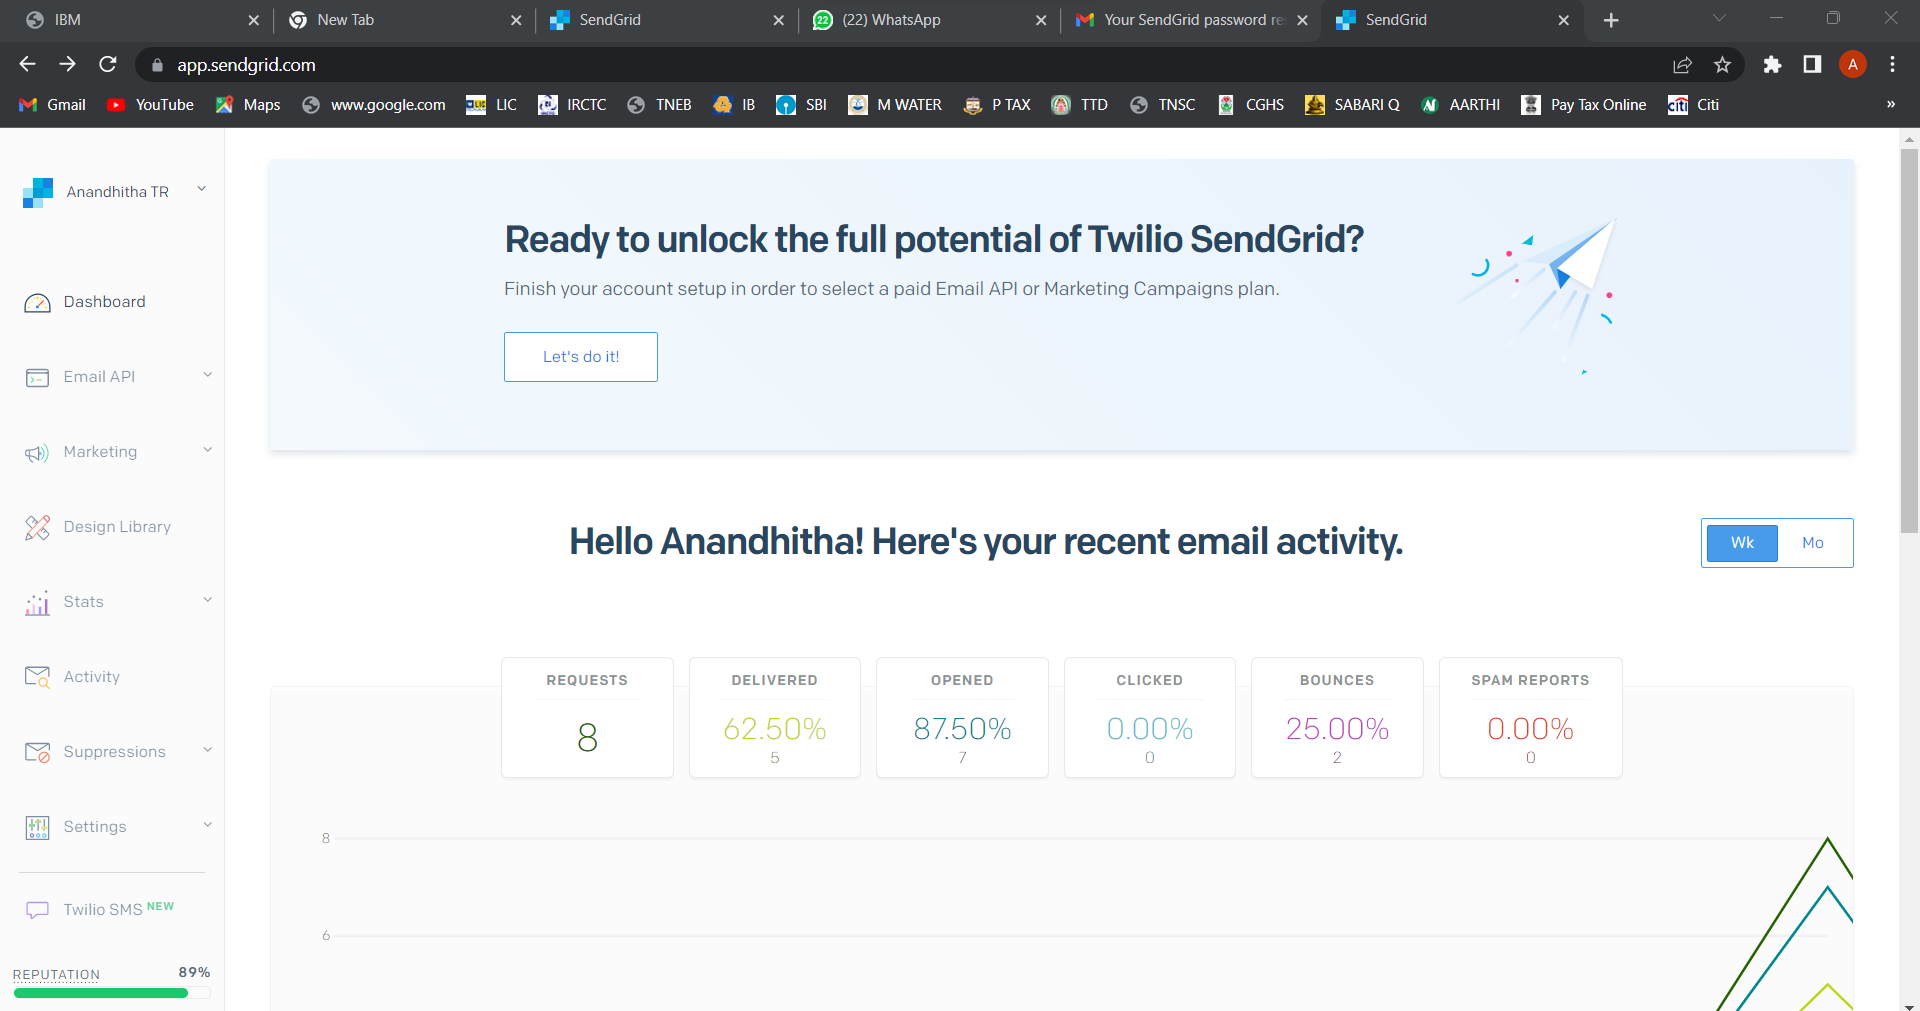 IBM
New Tab
SendGrid
(22) WhatsApp
Your SendGrid password re
SendGrid
app.sendgrid.com
A
Gmail
YouTube
Maps
www.google.com
LIC
IRCTC
TNEB
IB
SBI
M WATER
P TAX
TTD
TNSC
CGHS
SABARI Q
AARTHI
Pay Tax Online
citi Citi
»
Anandhitha TR
Dashboard
Email API
Marketing
Design Library
Stats
Activity
Suppressions
Settings
Twilio SMS NEW
REPUTATION 89%
Ready to unlock the full potential of Twilio SendGrid?
Finish your account setup in order to select a paid Email API or Marketing Campaigns plan.
Let's do it!
Hello Anandhitha! Here's your recent email activity.
Wk Mo
REQUESTS
8
DELIVERED
62.50%
5
OPENED
87.50%
7
CLICKED
0.00%
0
BOUNCES
25.00%
2
SPAM REPORTS
0.00%
0
8
6